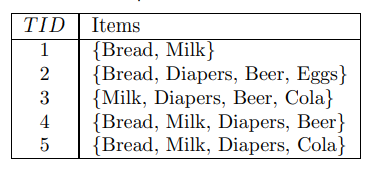 TID Items
1 {Bread, Milk}
2 {Bread, Diapers, Beer, Eggs}
3 {Milk, Diapers, Beer, Cola}
4 {Bread, Milk, Diapers, Beer}
5 {Bread, Milk, Diapers, Cola}